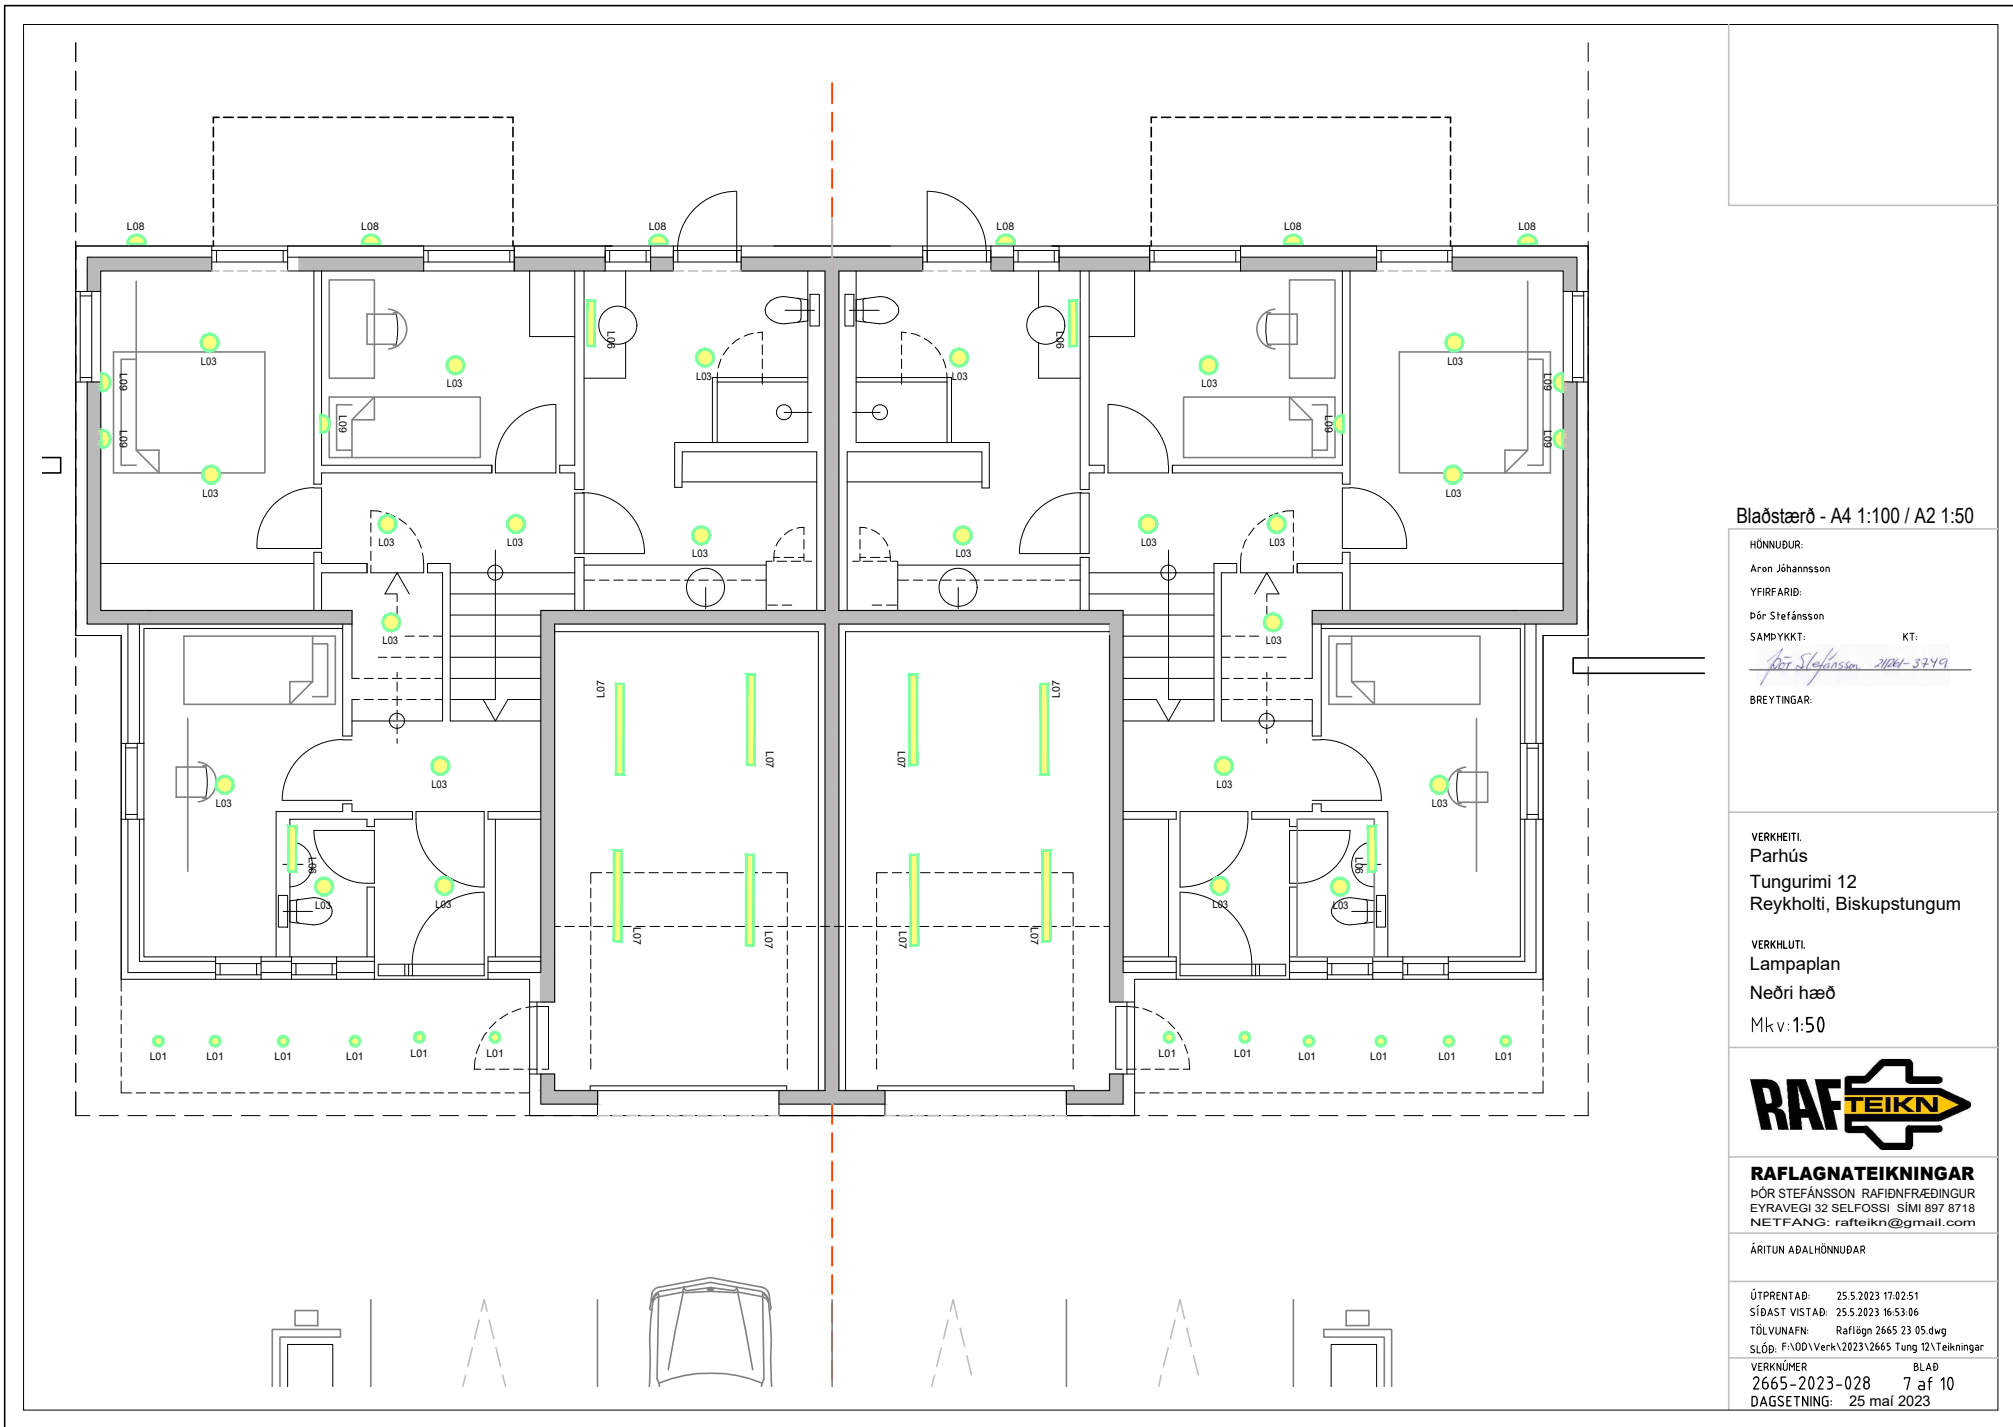 L08
L08
L08
L08
L08
L08
L03
L09
L09
L03
L03
L09
L06
L03
L03
L03
L03
L03
L03
L06
L03
L03
L03
L09
L03
L09
L09
L03
L03
L03
L03
L03
L07
L07
L07
L07
L03
L03
L07
L07
L07
L07
L03
L03
L06
L03
L03
L03
L06
L03
L01
L01
L01
L01
L01
L01
L01
L01
L01
L01
L01
L01
Blaðstærð - A4 1:100 / A2 1:50
HÖNNUÐUR:
Aron Jóhannsson
YFIRFARIÐ:
Þór Stefánsson
SAMÞYKKT: KT:
Þór Stefánsson
BREYTINGAR:
VERKHEITI.
Parhús
Tungurimi 12
Reykholti, Biskupstungum
VERKHLUTI.
Lampaplan
Neðri hæð
Mkv: 1:50
RAFTEIKN
RAFLAGNATEIKNINGAR
ÞÓR STEFÁNSSON RAFIÐNFRÆÐINGUR
EYRAVEGI 32 SELFOSSI SÍMI 897 8718
NETFANG: rafteikn@gmail.com
ÁRITUN AÐALHÖNNUÐAR
ÚTPRENTAÐ: 25.5.2023 17:02:51
SÍÐAST VISTAÐ: 25.5.2023 16:53:06
TÖLVUNAFN: Raflögn 2665 23 05.dwg
SLÓÐ: F:\OD\Verk\2023\2665 Tung 12\Teikningar
VERKNÚMER BLAÐ
2665-2023-028 7 af 10
DAGSETNING: 25 maí 2023